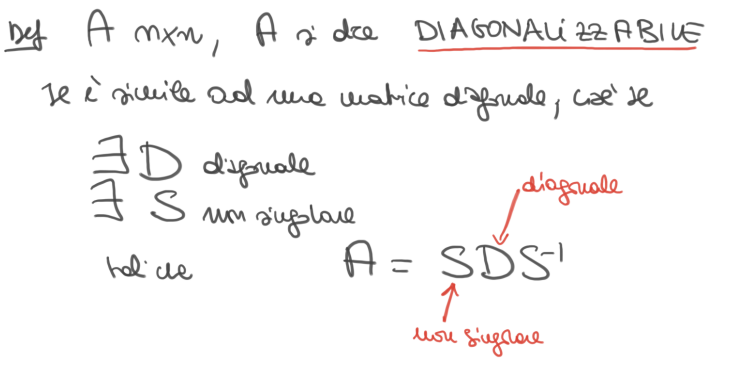 Def A nxn, A si dice DIAGONALIZZABILE
se è simile ad una matrice diagonale, cioè se
∃ D diagonale
∃ S non singolare
diagonale
tali che A = SDS⁻¹
non singolare